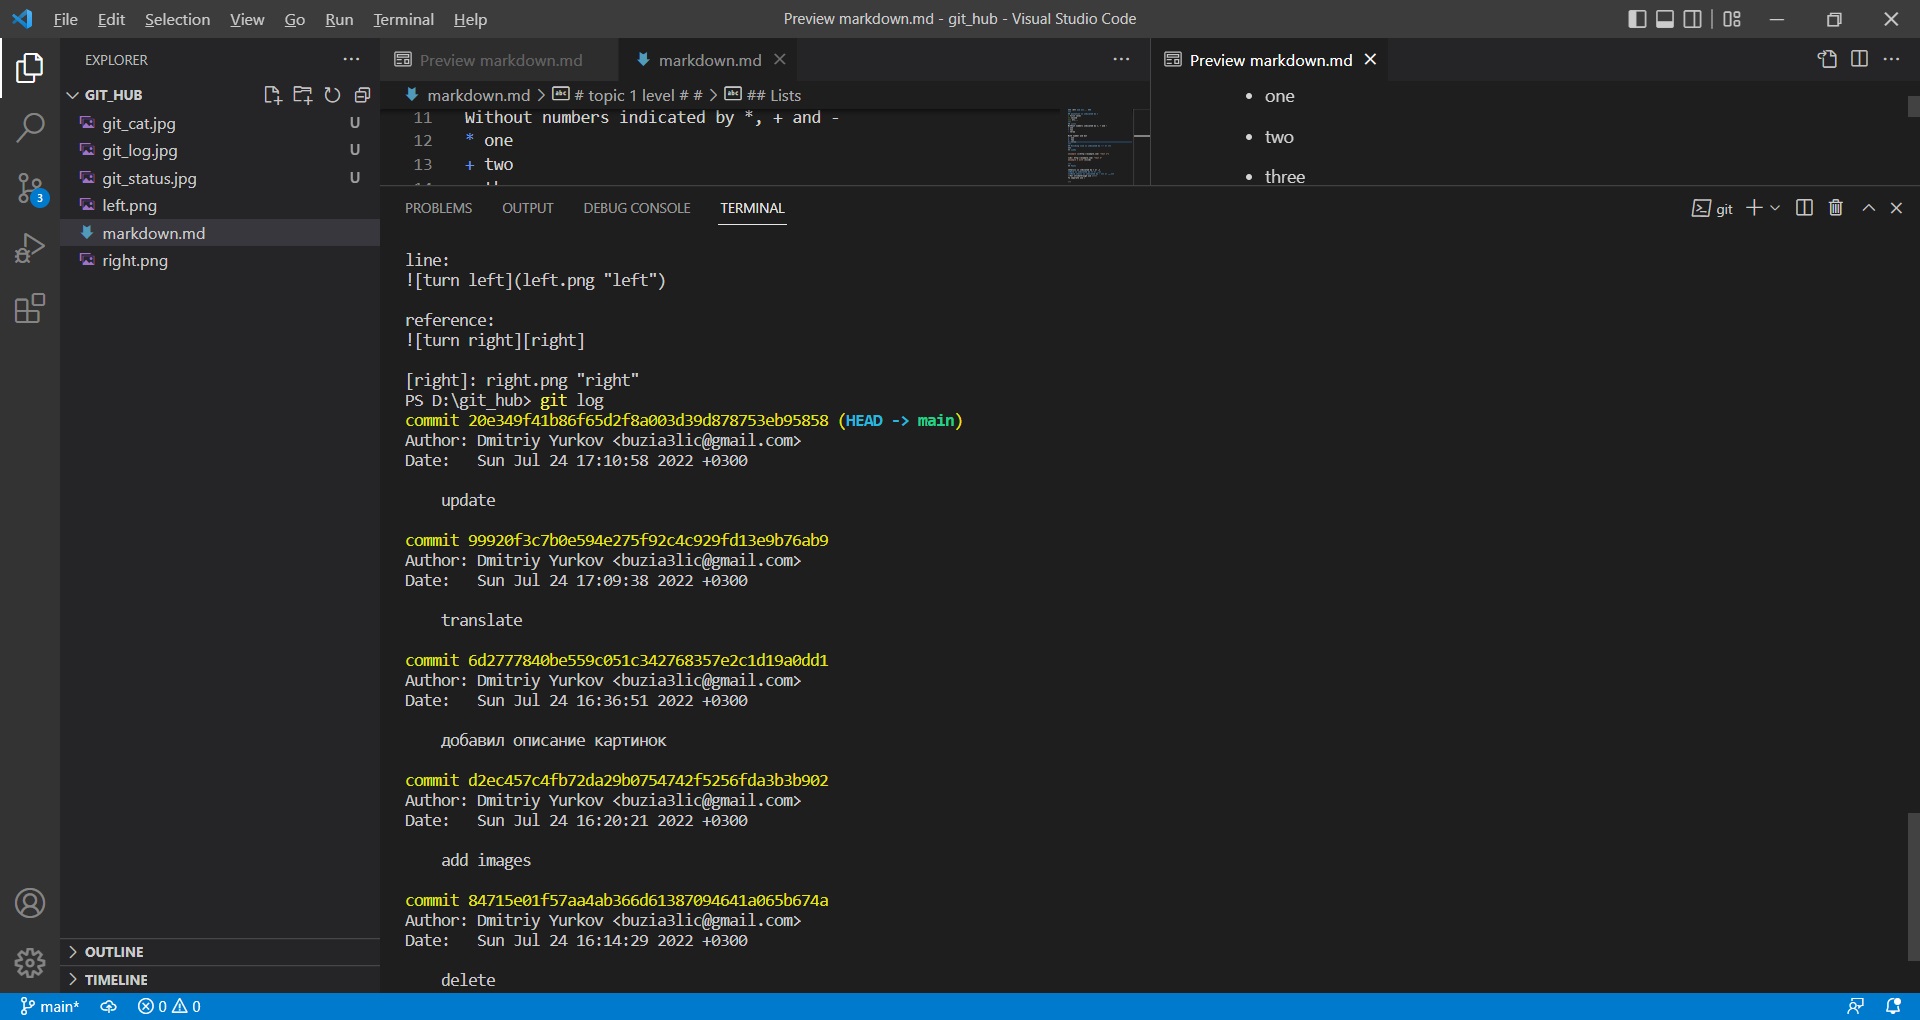 File Edit Selection View Go Run Terminal Help
Preview markdown.md - git_hub - Visual Studio Code
EXPLORER
GIT_HUB
git_cat.jpg U
git_log.jpg U
git_status.jpg U
left.png
markdown.md
right.png
OUTLINE
TIMELINE
3
Preview markdown.md
markdown.md
markdown.md > # topic 1 level # # > ## Lists
11 Without numbers indicated by *, + and -
12 * one
13 + two
Preview markdown.md
• one
• two
• three
PROBLEMS OUTPUT DEBUG CONSOLE TERMINAL
git
line:
![turn left](left.png "left")
reference:
![turn right][right]
[right]: right.png "right"
PS D:\git_hub> git log
commit 20e349f41b86f65d2f8a003d39d878753eb95858 (HEAD -> main)
Author: Dmitriy Yurkov <buzia3lic@gmail.com>
Date:   Sun Jul 24 17:10:58 2022 +0300
update
commit 99920f3c7b0e594e275f92c4c929fd13e9b76ab9
Author: Dmitriy Yurkov <buzia3lic@gmail.com>
Date:   Sun Jul 24 17:09:38 2022 +0300
translate
commit 6d2777840be559c051c342768357e2c1d19a0dd1
Author: Dmitriy Yurkov <buzia3lic@gmail.com>
Date:   Sun Jul 24 16:36:51 2022 +0300
добавил описание картинок
commit d2ec457c4fb72da29b0754742f5256fda3b3b902
Author: Dmitriy Yurkov <buzia3lic@gmail.com>
Date:   Sun Jul 24 16:20:21 2022 +0300
add images
commit 84715e01f57aa4ab366d61387094641a065b674a
Author: Dmitriy Yurkov <buzia3lic@gmail.com>
Date:   Sun Jul 24 16:14:29 2022 +0300
delete
main* 0 0